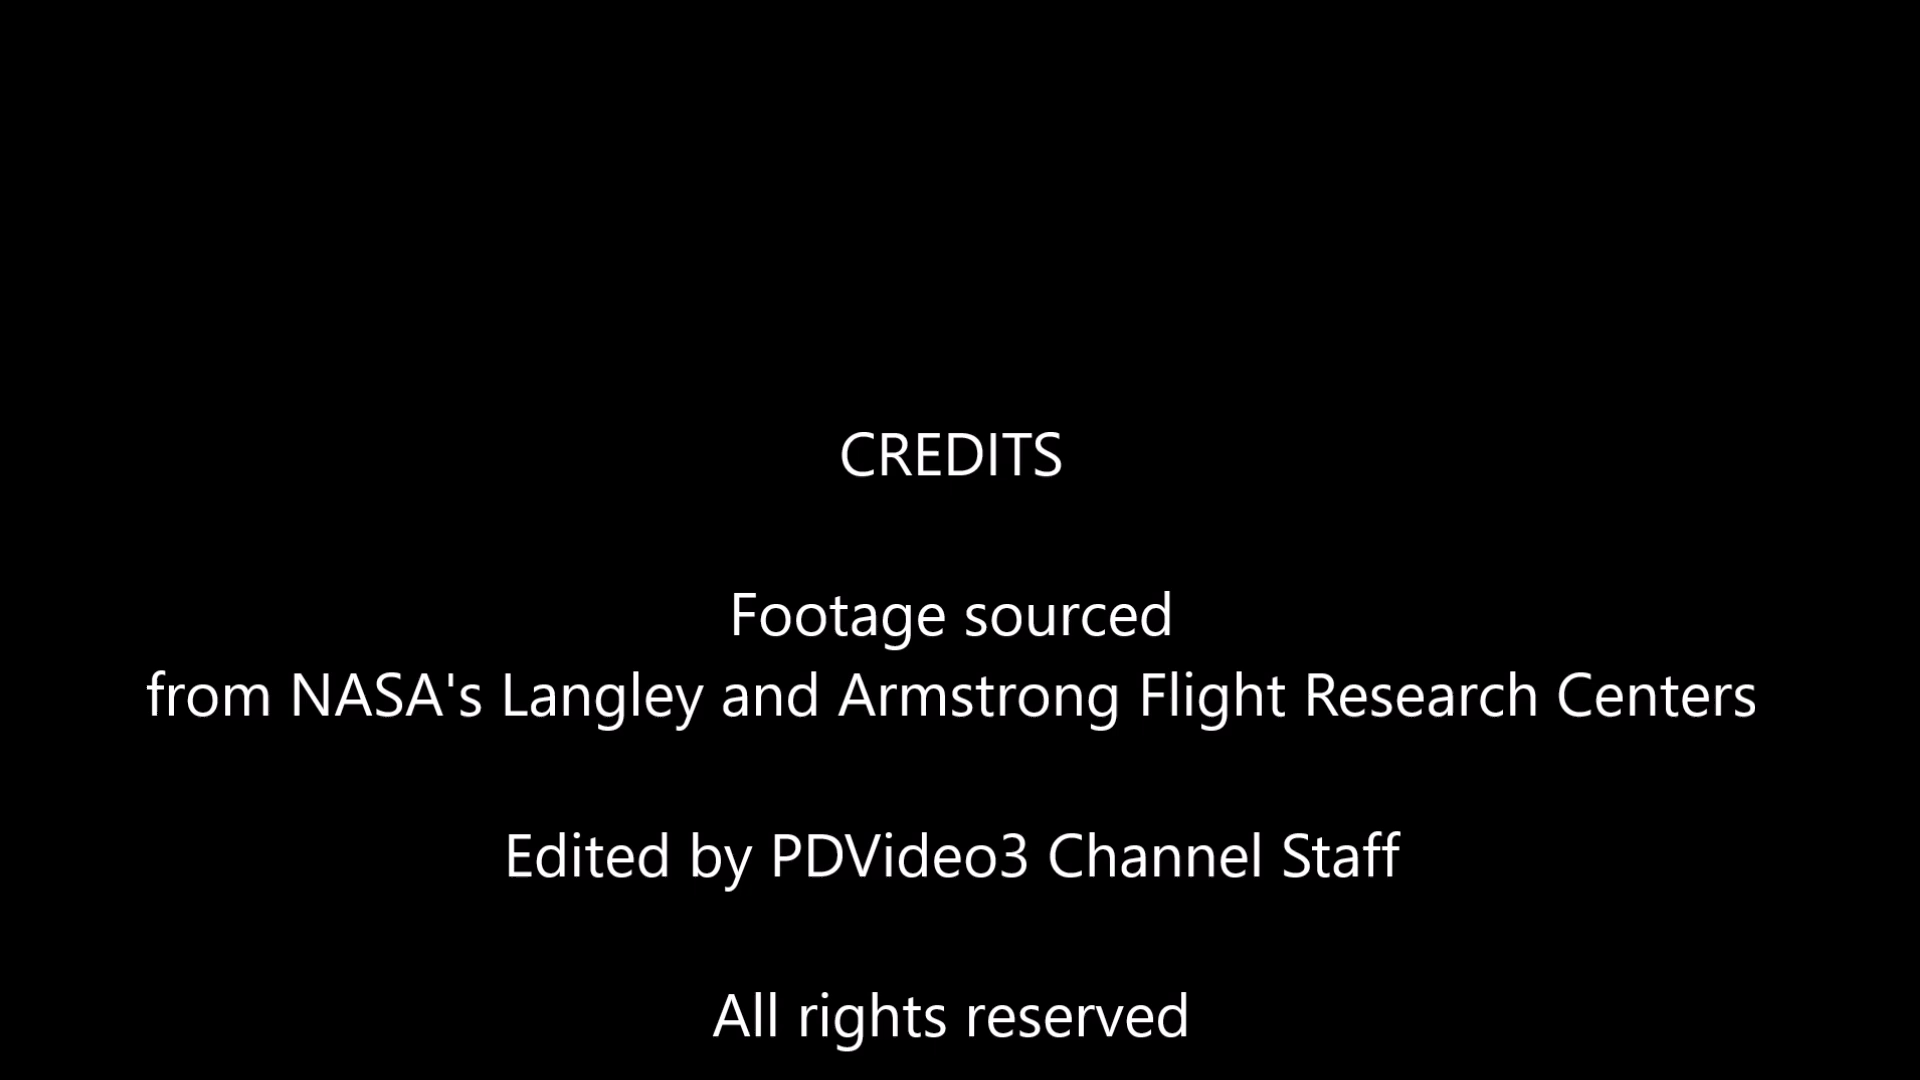 CREDITS
Footage sourced
from NASA's Langley and Armstrong Flight Research Centers
Edited by PDVideo3 Channel Staff
All rights reserved